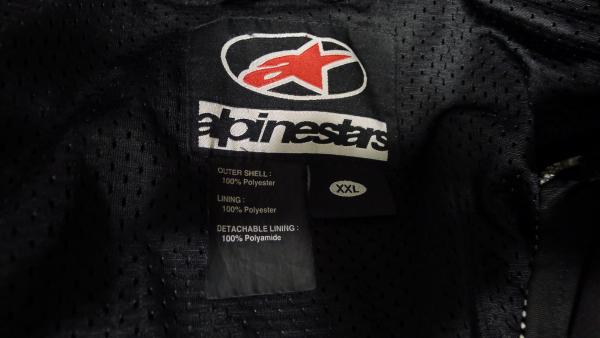 alpinestars
OUTER SHELL :
100% Polyester
XXL
LINING :
100% Polyester
DETACHABLE LINING :
100% Polyamide